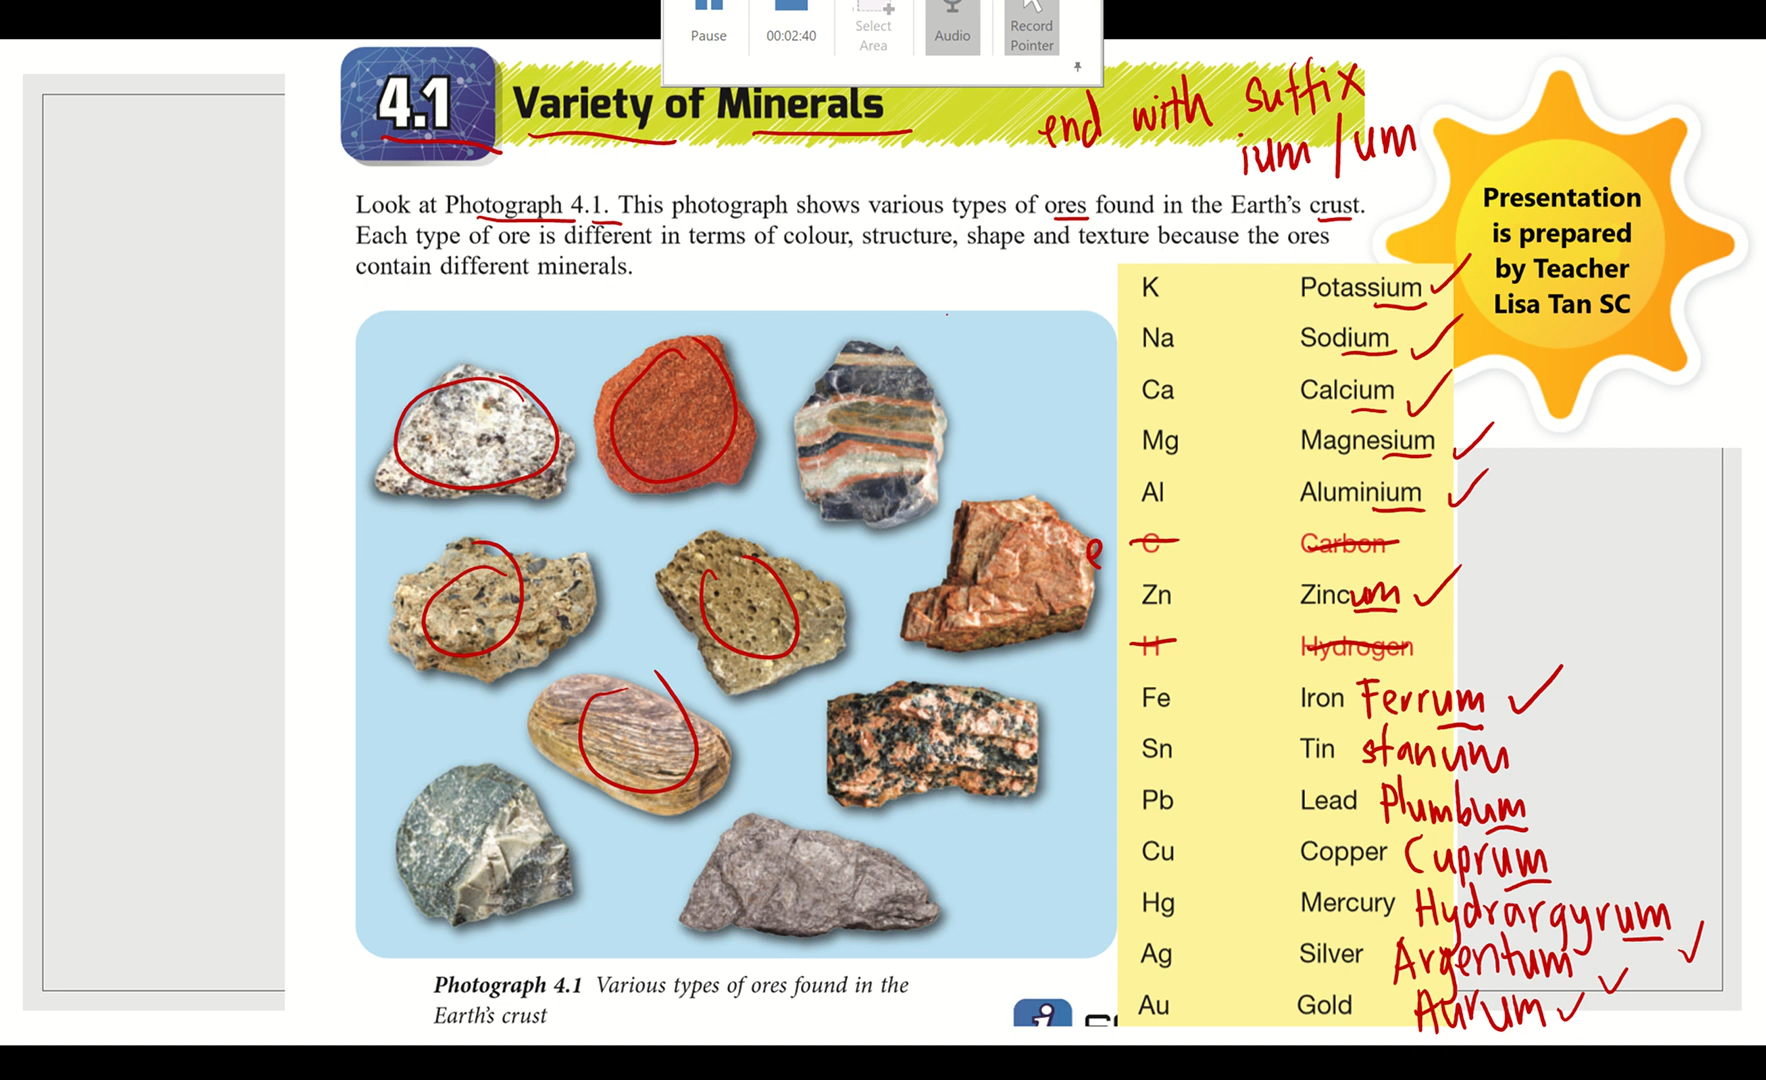 Pause
00:02:40
Select
Area
Audio
Record
Pointer
4.1 Variety of Minerals
end with suffix
ium / um
Look at Photograph 4.1. This photograph shows various types of ores found in the Earth's crust.
Each type of ore is different in terms of colour, structure, shape and texture because the ores
contain different minerals.
Presentation
is prepared
by Teacher
Lisa Tan SC
K Potassium
Na Sodium
Ca Calcium
Mg Magnesium
Al Aluminium
e
C Carbon
Zn Zincum
H Hydrogen
Fe Iron Ferrum
Sn Tin stanum
Pb Lead Plumbum
Cu Copper Cuprum
Hg Mercury Hydrargyrum
Ag Silver Argentum
Au Gold Aurum
Photograph 4.1 Various types of ores found in the
Earth's crust
i